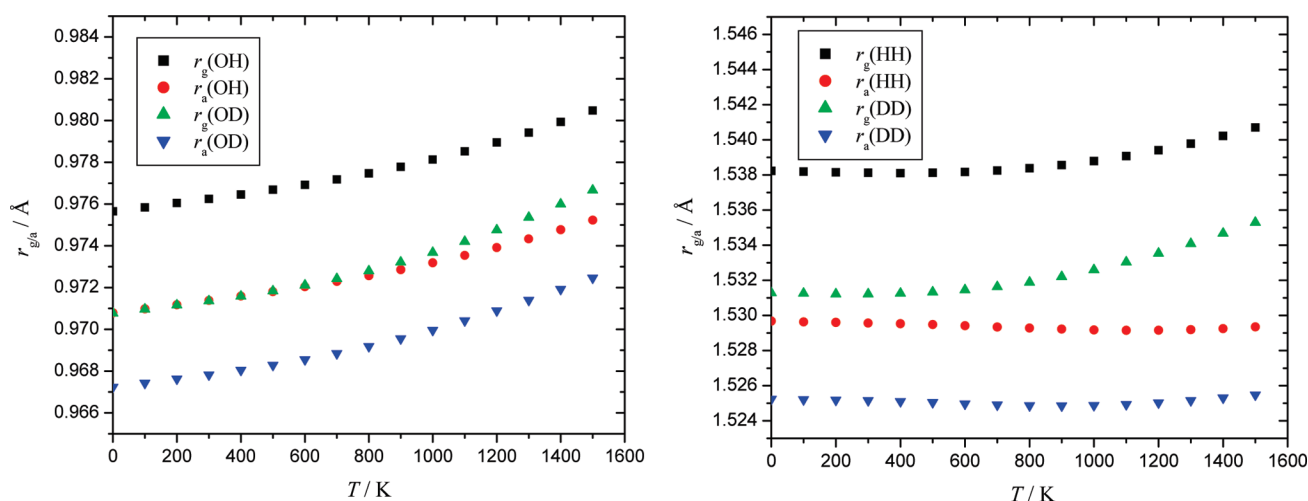 0.984
0.982
0.980
0.978
0.976
0.974
0.972
0.970
0.968
0.966
r_g/a / Å
r_g(OH)
r_a(OH)
r_g(OD)
r_a(OD)
0 200 400 600 800 1000 1200 1400 1600
T / K
1.546
1.544
1.542
1.540
1.538
1.536
1.534
1.532
1.530
1.528
1.526
1.524
r_g/a / Å
r_g(HH)
r_a(HH)
r_g(DD)
r_a(DD)
0 200 400 600 800 1000 1200 1400 1600
T / K